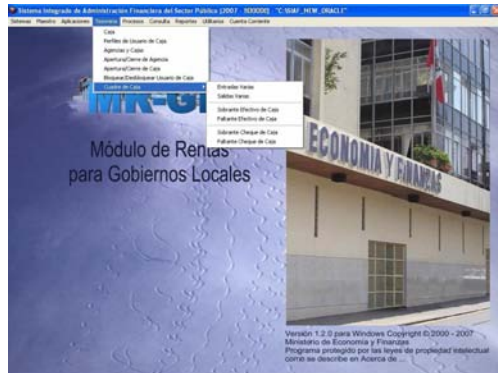 Sistema Integrado de Administración Financiera del Sector Público (2007 - "C:\SIAF_NEW_ORACLE"
Sistemas Maestro Aplicaciones Tesorería Procesos Consulta Reportes Utilitarios Cuenta Corriente
Caja
Perfiles de Usuario de Caja
Agencias y Cajas
Apertura/Cierre de Agencia
Apertura/Cierre de Caja
Bloquear/Desbloquear Usuario de Caja
Cuadre de Caja
Entradas Varias
Salidas Varias
Sobrante Efectivo de Caja
Faltante Efectivo de Caja
Sobrante Cheque de Caja
Faltante Cheque de Caja
Módulo de Rentas
para Gobiernos Locales
ECONOMIA Y FINANZAS
Versión 1.2.0 para Windows Copyright © 2000 - 2007
Ministerio de Economía y Finanzas
Programa protegido por las leyes de propiedad intelectual
como se describe en Acerca de ...